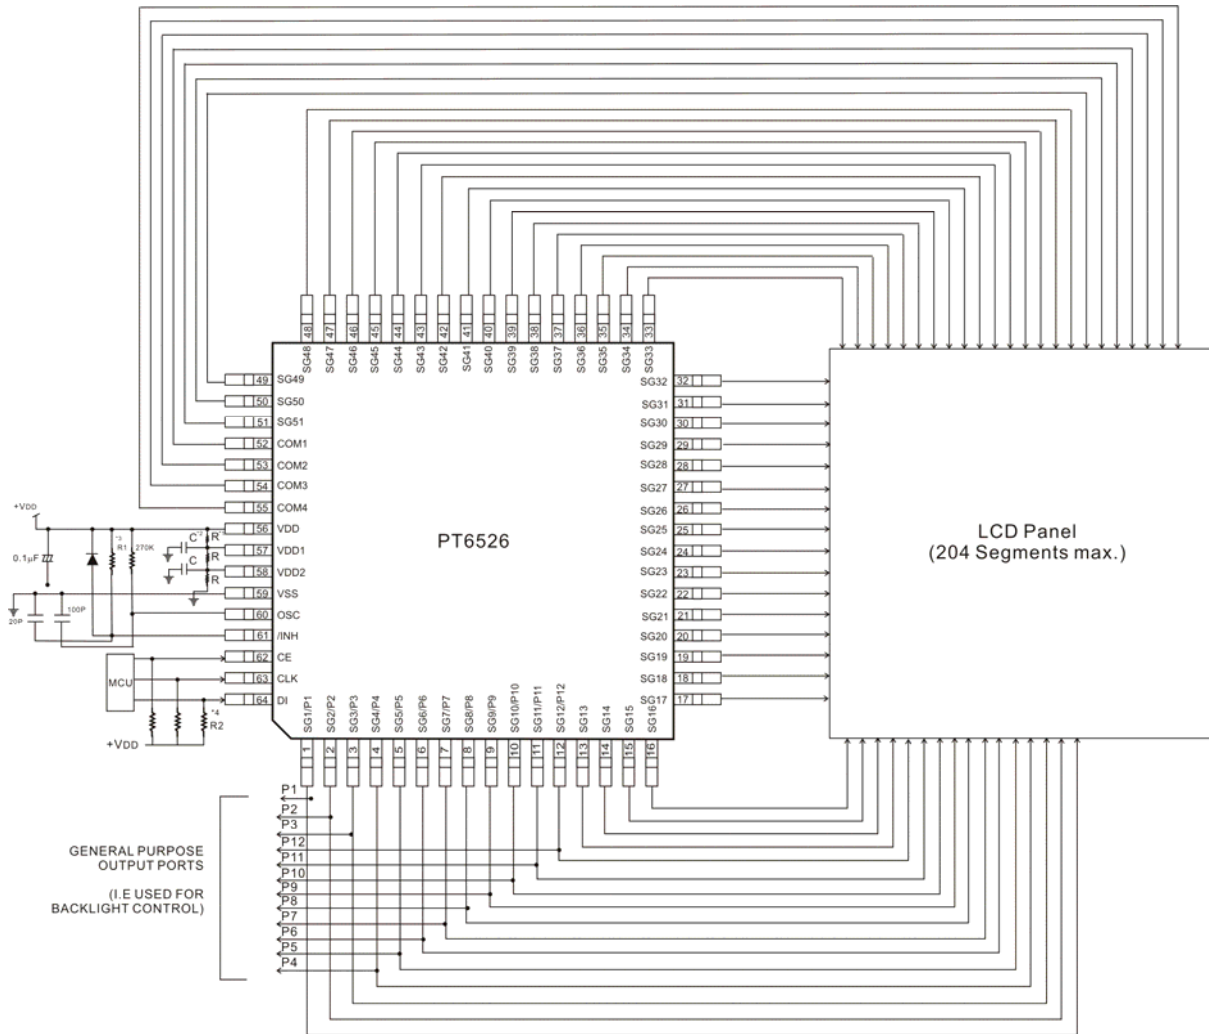 48
47
46
45
44
43
42
41
40
39
38
37
36
35
34
33
SG48
SG47
SG46
SG45
SG44
SG43
SG42
SG41
SG40
SG39
SG38
SG37
SG36
SG35
SG34
SG33
49 SG49
50 SG50
51 SG51
52 COM1
53 COM2
54 COM3
55 COM4
56 VDD
57 VDD1
58 VDD2
59 VSS
60 OSC
61 /INH
62 CE
63 CLK
64 DI
+VDD
0.1µF
*3
R1
270K
C*2
R*1
C
R
R
20P
100P
MCU
*4
R2
+VDD
PT6526
SG32 32
SG31 31
SG30 30
SG29 29
SG28 28
SG27 27
SG26 26
SG25 25
SG24 24
SG23 23
SG22 22
SG21 21
SG20 20
SG19 19
SG18 18
SG17 17
LCD Panel
(204 Segments max.)
SG1/P1
SG2/P2
SG3/P3
SG4/P4
SG5/P5
SG6/P6
SG7/P7
SG8/P8
SG9/P9
SG10/P10
SG11/P11
SG12/P12
SG13
SG14
SG15
SG16
1
2
3
4
5
6
7
8
9
10
11
12
13
14
15
16
P1
P2
P3
P12
P11
P10
P9
P8
P7
P6
P5
P4
GENERAL PURPOSE
OUTPUT PORTS
(I.E USED FOR
BACKLIGHT CONTROL)